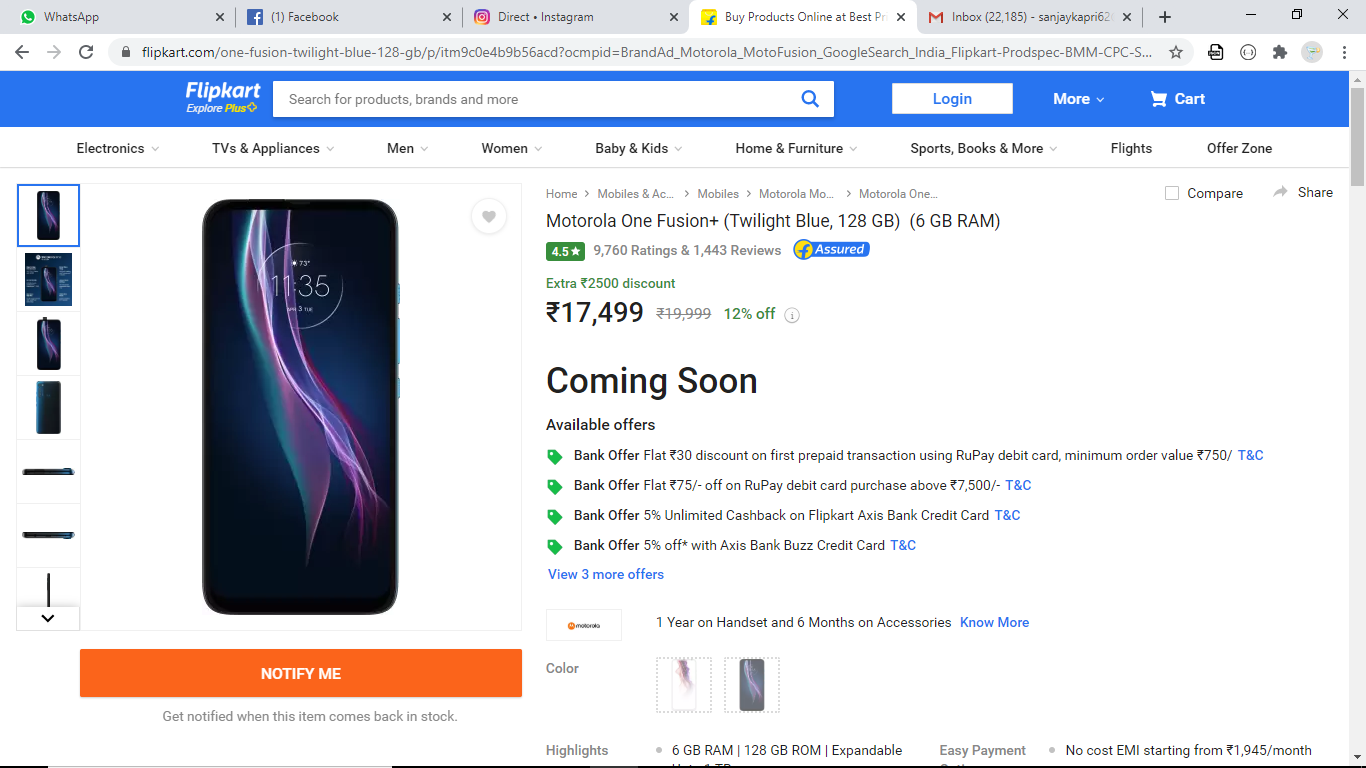 WhatsApp
(1) Facebook
Direct • Instagram
Buy Products Online at Best Pr
Inbox (22,185) - sanjaykapri620
flipkart.com/one-fusion-twilight-blue-128-gb/p/itm9c0e4b9b56acd?ocmpid=BrandAd_Motorola_MotoFusion_GoogleSearch_India_Flipkart-Prodspec-BMM-CPC-S...
Flipkart
Explore Plus
Search for products, brands and more
Login
More
Cart
Electronics
TVs & Appliances
Men
Women
Baby & Kids
Home & Furniture
Sports, Books & More
Flights
Offer Zone
Home > Mobiles & Ac... > Mobiles > Motorola Mo... > Motorola One...
Compare
Share
Motorola One Fusion+ (Twilight Blue, 128 GB) (6 GB RAM)
4.5★ 9,760 Ratings & 1,443 Reviews Assured
Extra ₹2500 discount
₹17,499 ₹19,999 12% off
Coming Soon
Available offers
Bank Offer Flat ₹30 discount on first prepaid transaction using RuPay debit card, minimum order value ₹750/ T&C
Bank Offer Flat ₹75/- off on RuPay debit card purchase above ₹7,500/- T&C
Bank Offer 5% Unlimited Cashback on Flipkart Axis Bank Credit Card T&C
Bank Offer 5% off* with Axis Bank Buzz Credit Card T&C
View 3 more offers
73°
11:35
APR 3 TUE
motorola
1 Year on Handset and 6 Months on Accessories Know More
Color
NOTIFY ME
Get notified when this item comes back in stock.
Highlights
6 GB RAM | 128 GB ROM | Expandable
Easy Payment
No cost EMI starting from ₹1,945/month